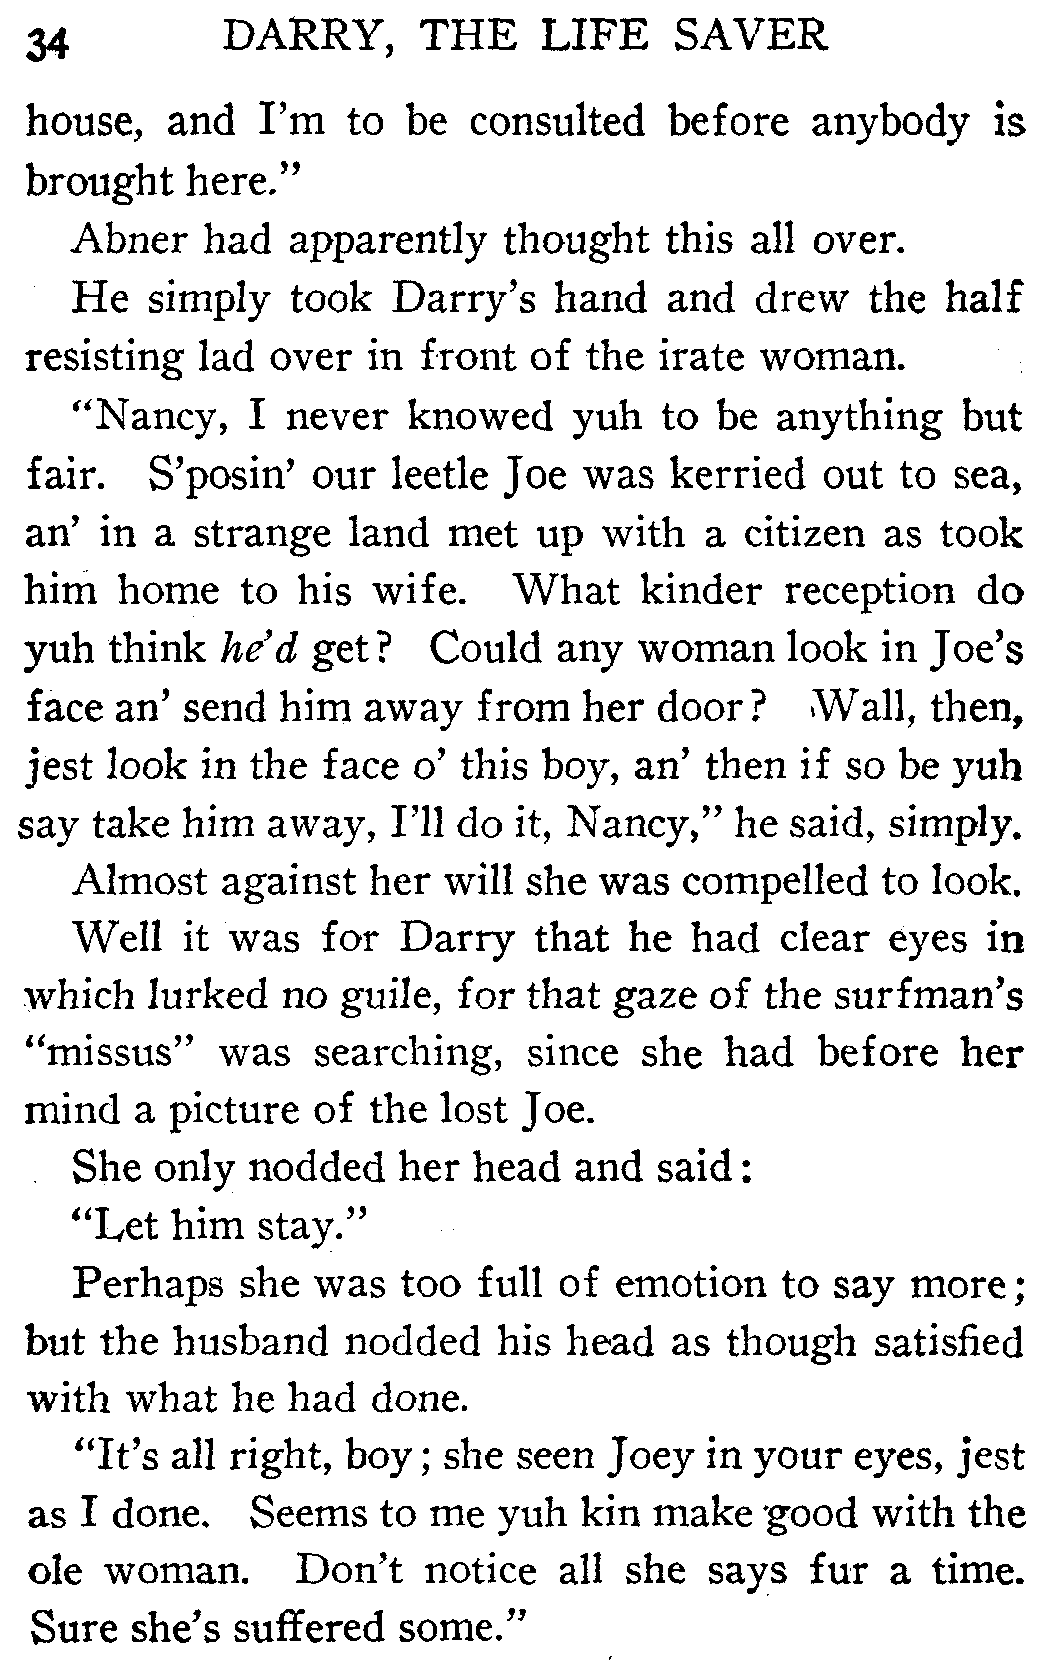 34 DARRY, THE LIFE SAVER
house, and I'm to be consulted before anybody is
brought here."
Abner had apparently thought this all over.
He simply took Darry's hand and drew the half
resisting lad over in front of the irate woman.
"Nancy, I never knowed yuh to be anything but
fair. S'posin' our leetle Joe was kerried out to sea,
an' in a strange land met up with a citizen as took
him home to his wife. What kinder reception do
yuh think he'd get? Could any woman look in Joe's
face an' send him away from her door? Wall, then,
jest look in the face o' this boy, an' then if so be yuh
say take him away, I'll do it, Nancy," he said, simply.
Almost against her will she was compelled to look.
Well it was for Darry that he had clear eyes in
which lurked no guile, for that gaze of the surfman's
"missus" was searching, since she had before her
mind a picture of the lost Joe.
She only nodded her head and said:
"Let him stay."
Perhaps she was too full of emotion to say more;
but the husband nodded his head as though satisfied
with what he had done.
"It's all right, boy; she seen Joey in your eyes, jest
as I done. Seems to me yuh kin make good with the
ole woman. Don't notice all she says fur a time.
Sure she's suffered some."